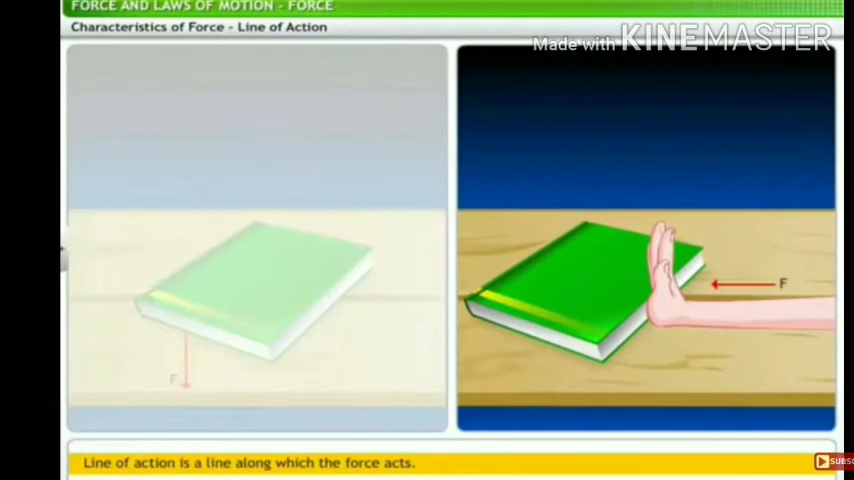 FORCE AND LAWS OF MOTION - FORCE
Characteristics of Force - Line of Action
Made with KINEMASTER
F
F
Line of action is a line along which the force acts.
SUBSC